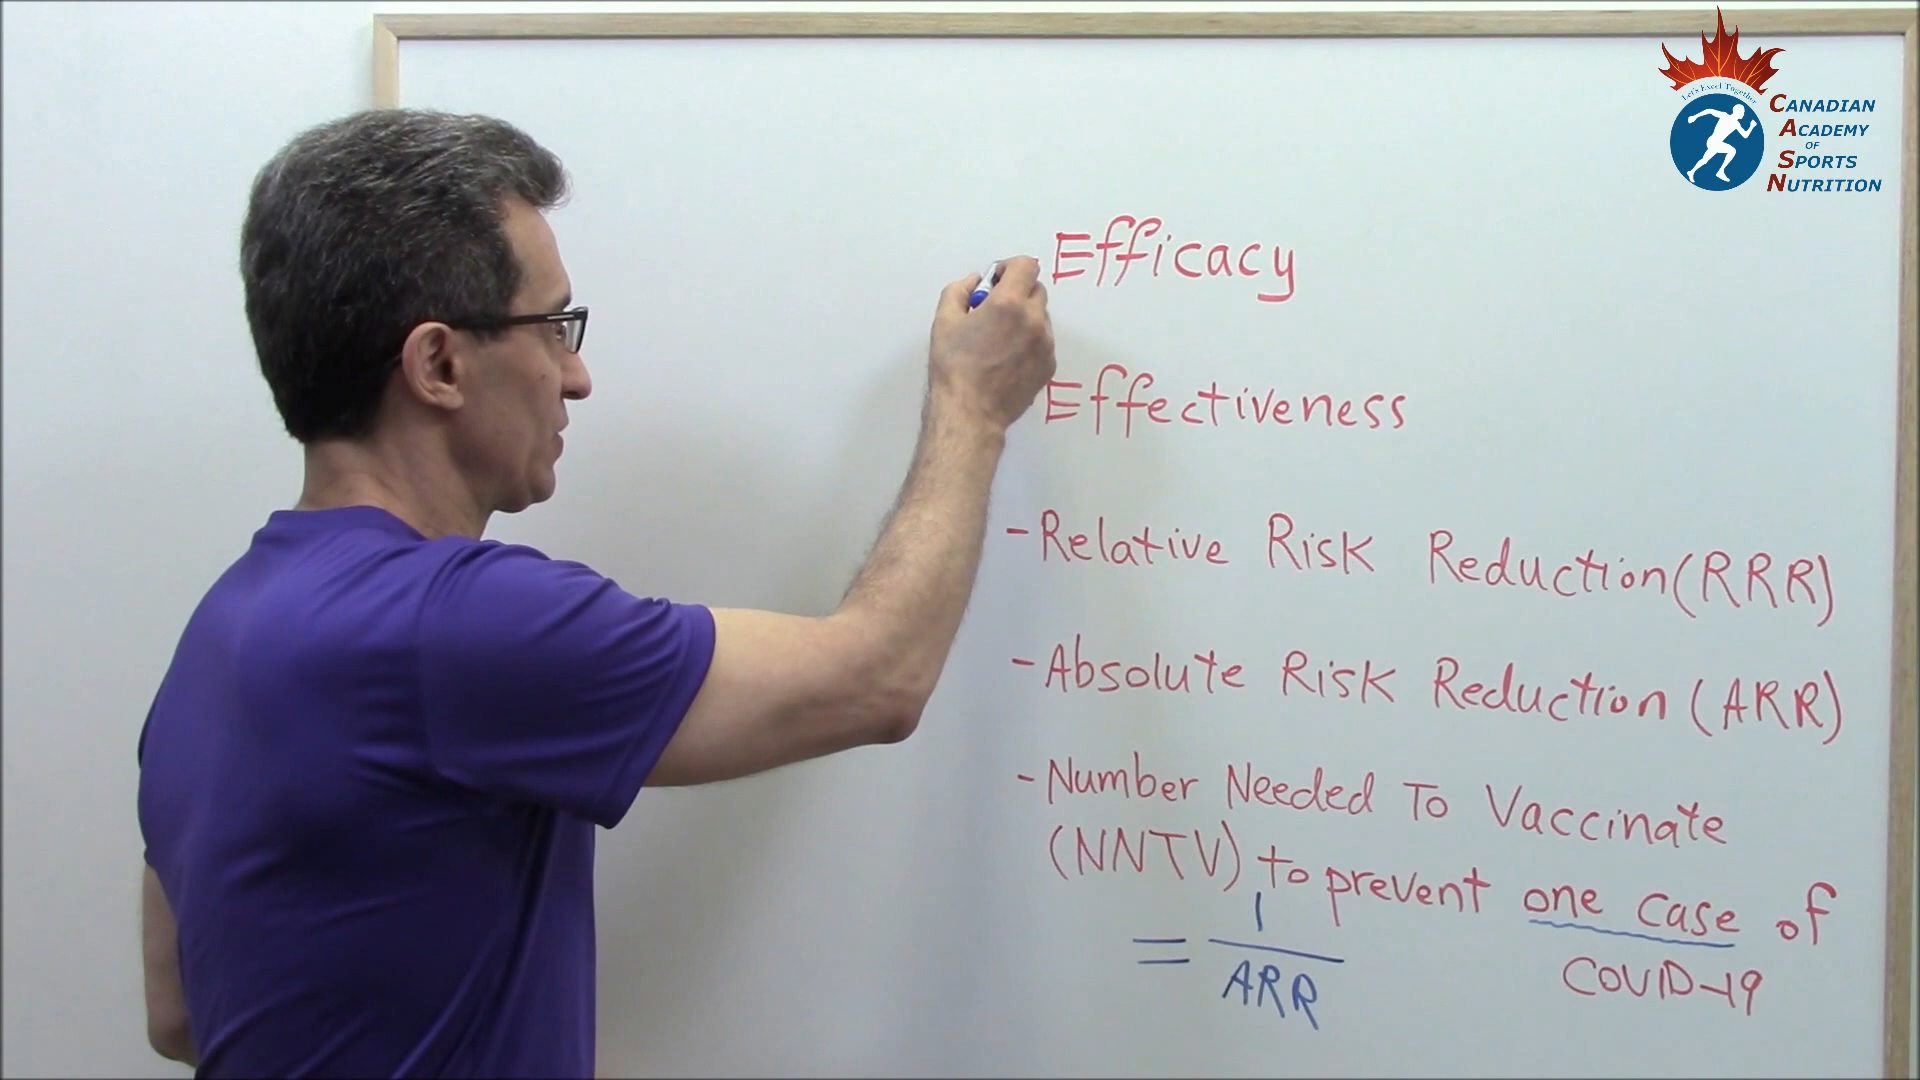 Let's Excel Together
CANADIAN
ACADEMY
OF
SPORTS
NUTRITION
Efficacy
Effectiveness
- Relative Risk Reduction (RRR)
- Absolute Risk Reduction (ARR)
- Number Needed To Vaccinate
(NNTV) to prevent one case of
COVID-19
= 1
ARR